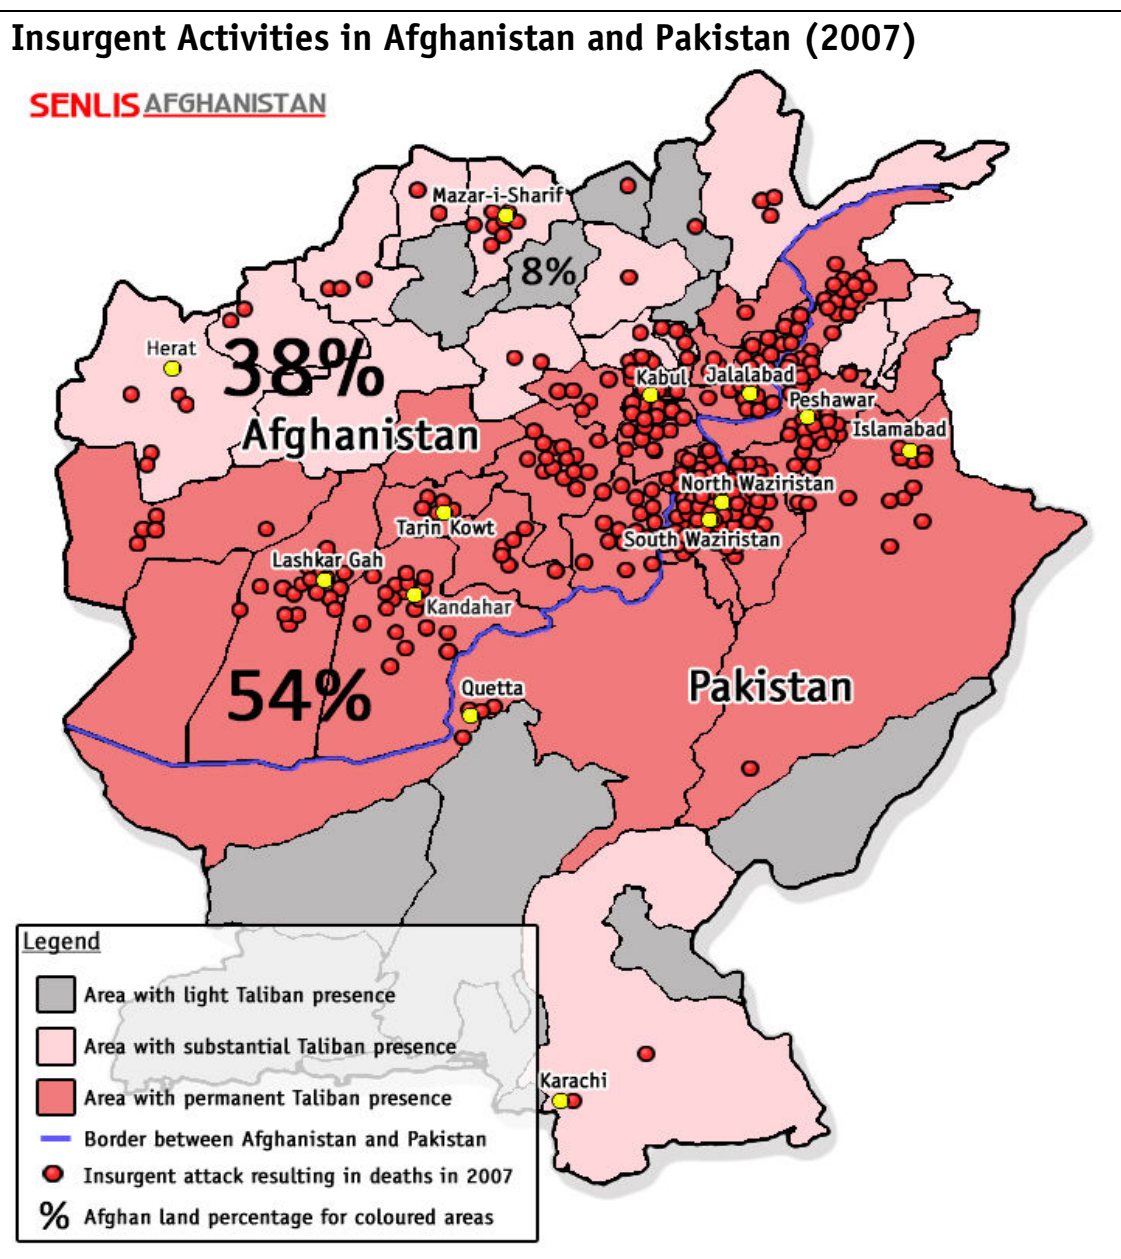 Insurgent Activities in Afghanistan and Pakistan (2007)
SENLIS AFGHANISTAN
Mazar-i-Sharif
8%
Herat
38%
Kabul
Jalalabad
Peshawar
Afghanistan
Islamabad
North Waziristan
Tarin Kowt
South Waziristan
Lashkar Gah
Kandahar
54%
Quetta
Pakistan
Legend
Area with light Taliban presence
Area with substantial Taliban presence
Area with permanent Taliban presence
Border between Afghanistan and Pakistan
Insurgent attack resulting in deaths in 2007
% Afghan land percentage for coloured areas
Karachi